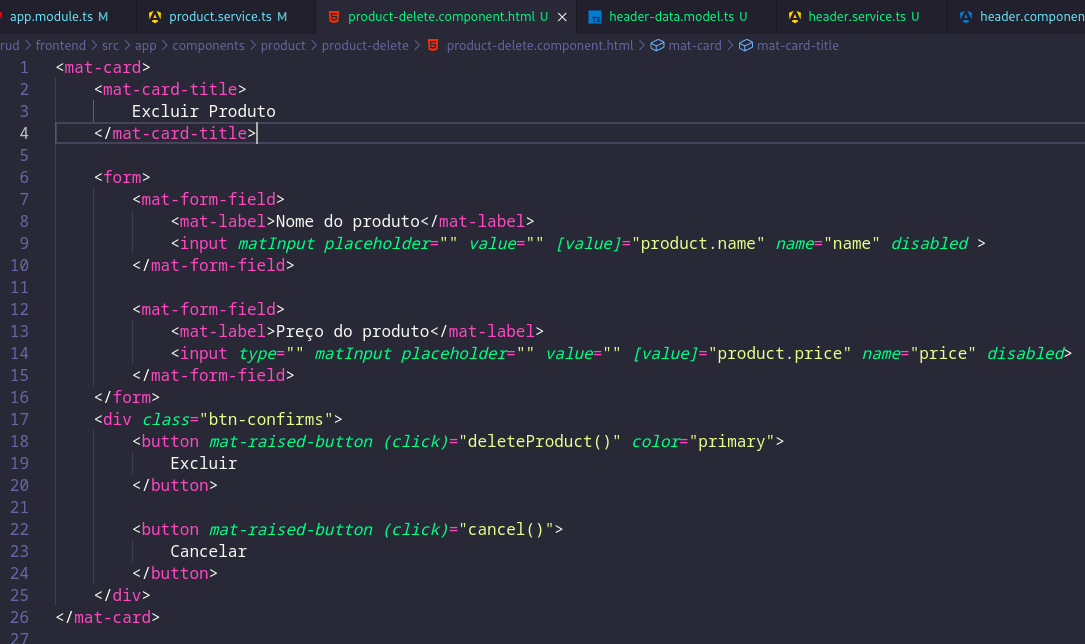 app.module.ts M product.service.ts M product-delete.component.html U header-data.model.ts U header.service.ts U header.componen
rud > frontend > src > app > components > product > product-delete > product-delete.component.html > mat-card > mat-card-title
1 <mat-card>
2 <mat-card-title>
3 Excluir Produto
4 </mat-card-title>
5
6 <form>
7 <mat-form-field>
8 <mat-label>Nome do produto</mat-label>
9 <input matInput placeholder="" value="" [value]="product.name" name="name" disabled >
10 </mat-form-field>
11
12 <mat-form-field>
13 <mat-label>Preço do produto</mat-label>
14 <input type="" matInput placeholder="" value="" [value]="product.price" name="price" disabled>
15 </mat-form-field>
16 </form>
17 <div class="btn-confirms">
18 <button mat-raised-button (click)="deleteProduct()" color="primary">
19 Excluir
20 </button>
21
22 <button mat-raised-button (click)="cancel()">
23 Cancelar
24 </button>
25 </div>
26 </mat-card>
27